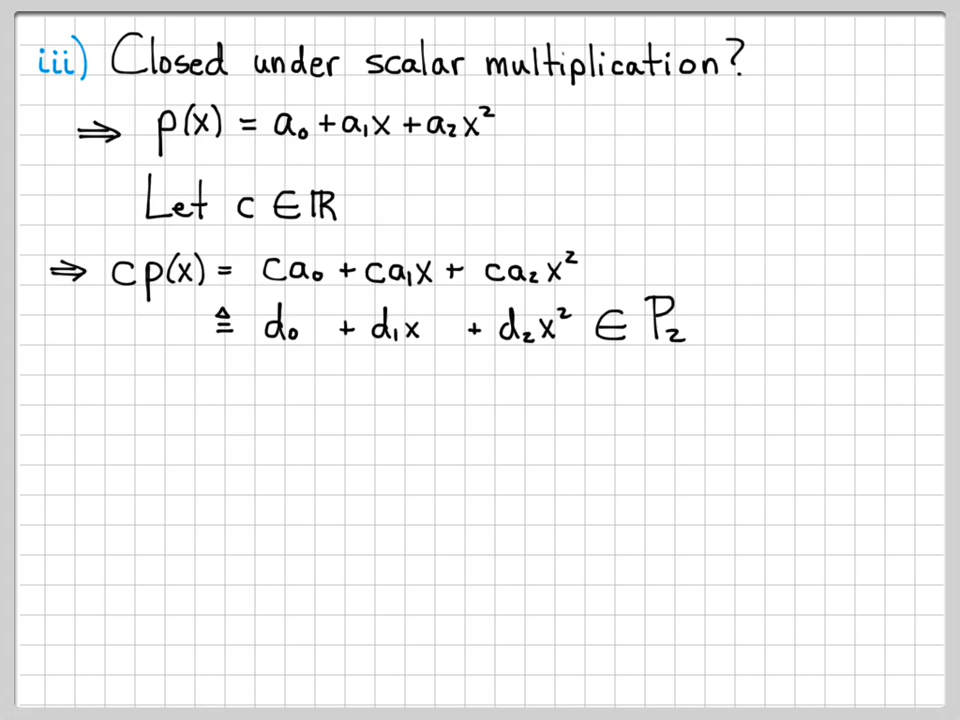 iii) Closed under scalar multiplication?
⇒ p(x) = a₀ + a₁x + a₂x²
Let c ∈ ℝ
⇒ cp(x) = ca₀ + ca₁x + ca₂x²
≙ d₀ + d₁x + d₂x² ∈ P₂